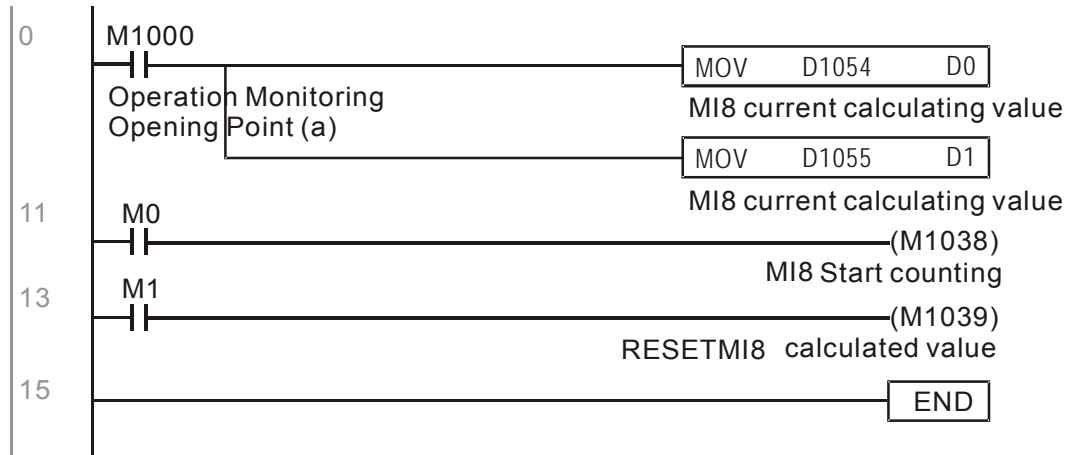 0
M1000
MOV D1054 D0
Operation Monitoring
Opening Point (a)
MI8 current calculating value
MOV D1055 D1
MI8 current calculating value
11
M0
(M1038)
MI8 Start counting
13
M1
(M1039)
RESETMI8 calculated value
15
END